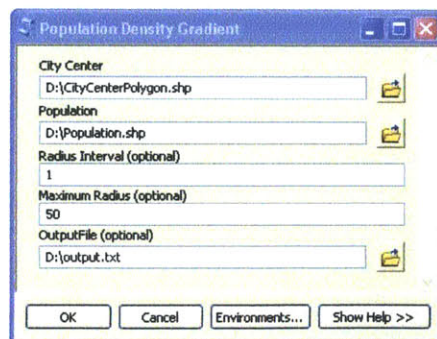 Population Density Gradient
City Center
D:\CityCenterPolygon.shp
Population
D:\Population.shp
Radius Interval (optional)
1
Maximum Radius (optional)
50
OutputFile (optional)
D:\output.txt
OK Cancel Environments... Show Help >>